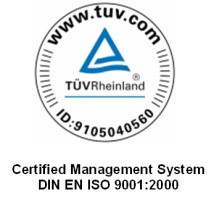 www.tuv.com
TÜVRheinland
ID:9105040560
Certified Management System
DIN EN ISO 9001:2000